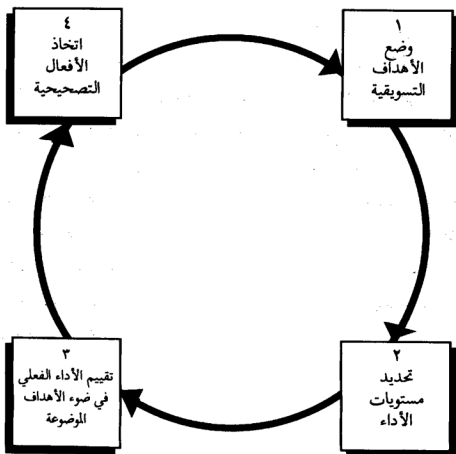 ١
وضع
الأهداف
التسويقية
٢
تحديد
مستويات
الأداء
٣
تقييم الأداء الفعلي
في ضوء الأهداف
الموضوعة
٤
اتخاذ
الأفعال
التصحيحية